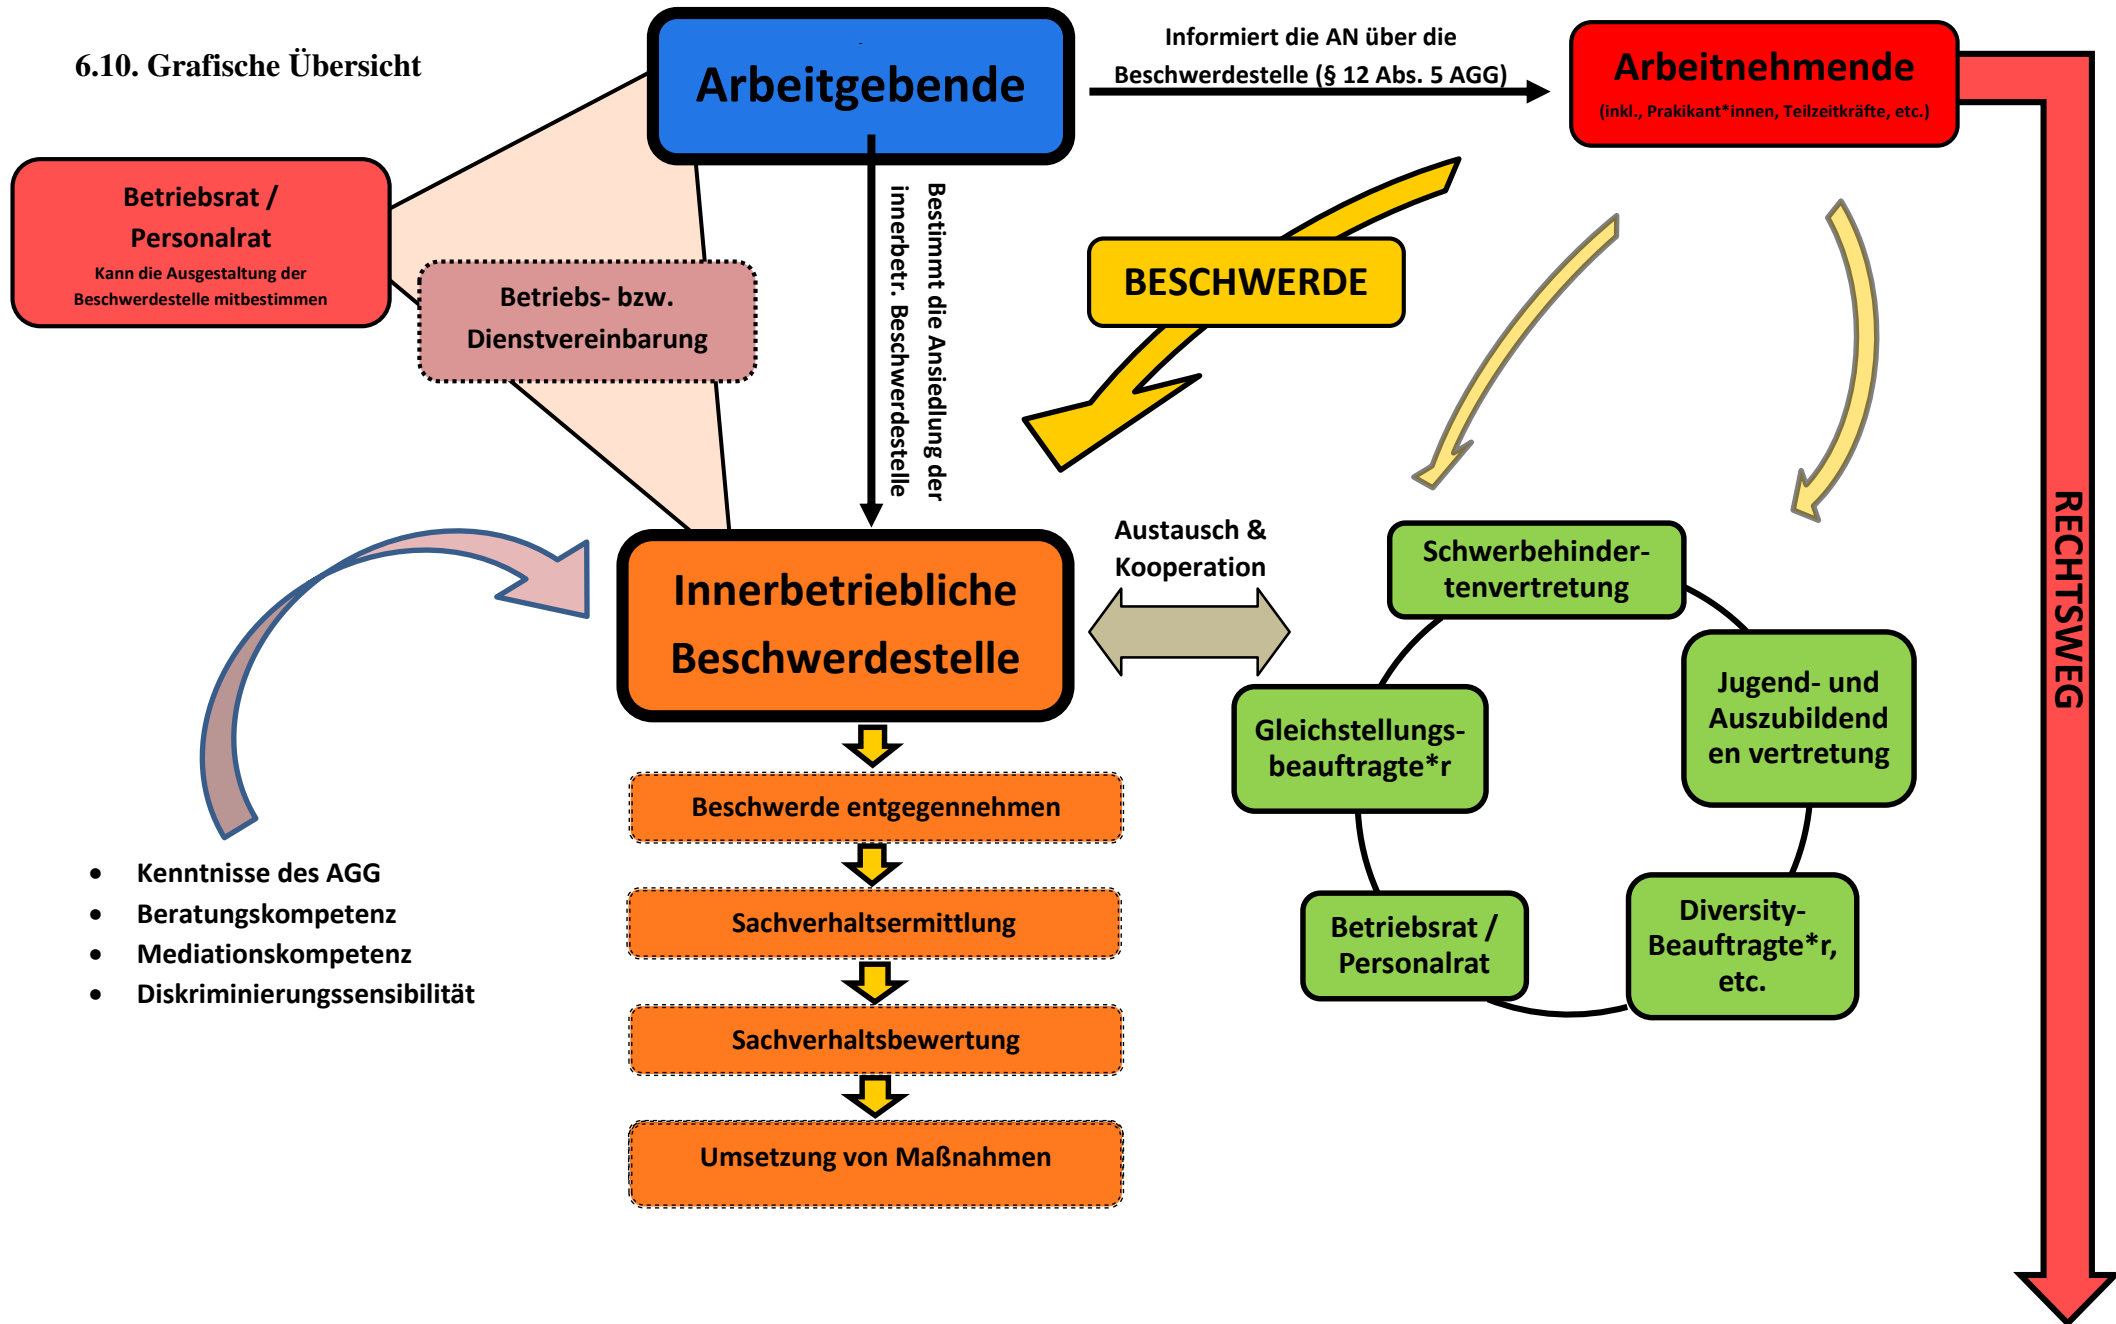 6.10. Grafische Übersicht
Arbeitgebende
Informiert die AN über die
Beschwerdestelle (§ 12 Abs. 5 AGG)
Arbeitnehmende
(inkl., Prakikant*innen, Teilzeitkräfte, etc.)
Betriebsrat /
Personalrat
Kann die Ausgestaltung der
Beschwerdestelle mitbestimmen
Betriebs- bzw.
Dienstvereinbarung
Bestimmt die Ansiedlung der
innerbetr. Beschwerdestelle
BESCHWERDE
RECHTSWEG
Innerbetriebliche
Beschwerdestelle
Austausch &
Kooperation
Schwerbehinder-
tenvertretung
Jugend- und
Auszubildend
en vertretung
Gleichstellungs-
beauftragte*r
Betriebsrat /
Personalrat
Diversity-
Beauftragte*r,
etc.
Beschwerde entgegennehmen
Sachverhaltsermittlung
Sachverhaltsbewertung
Umsetzung von Maßnahmen
• Kenntnisse des AGG
• Beratungskompetenz
• Mediationskompetenz
• Diskriminierungssensibilität